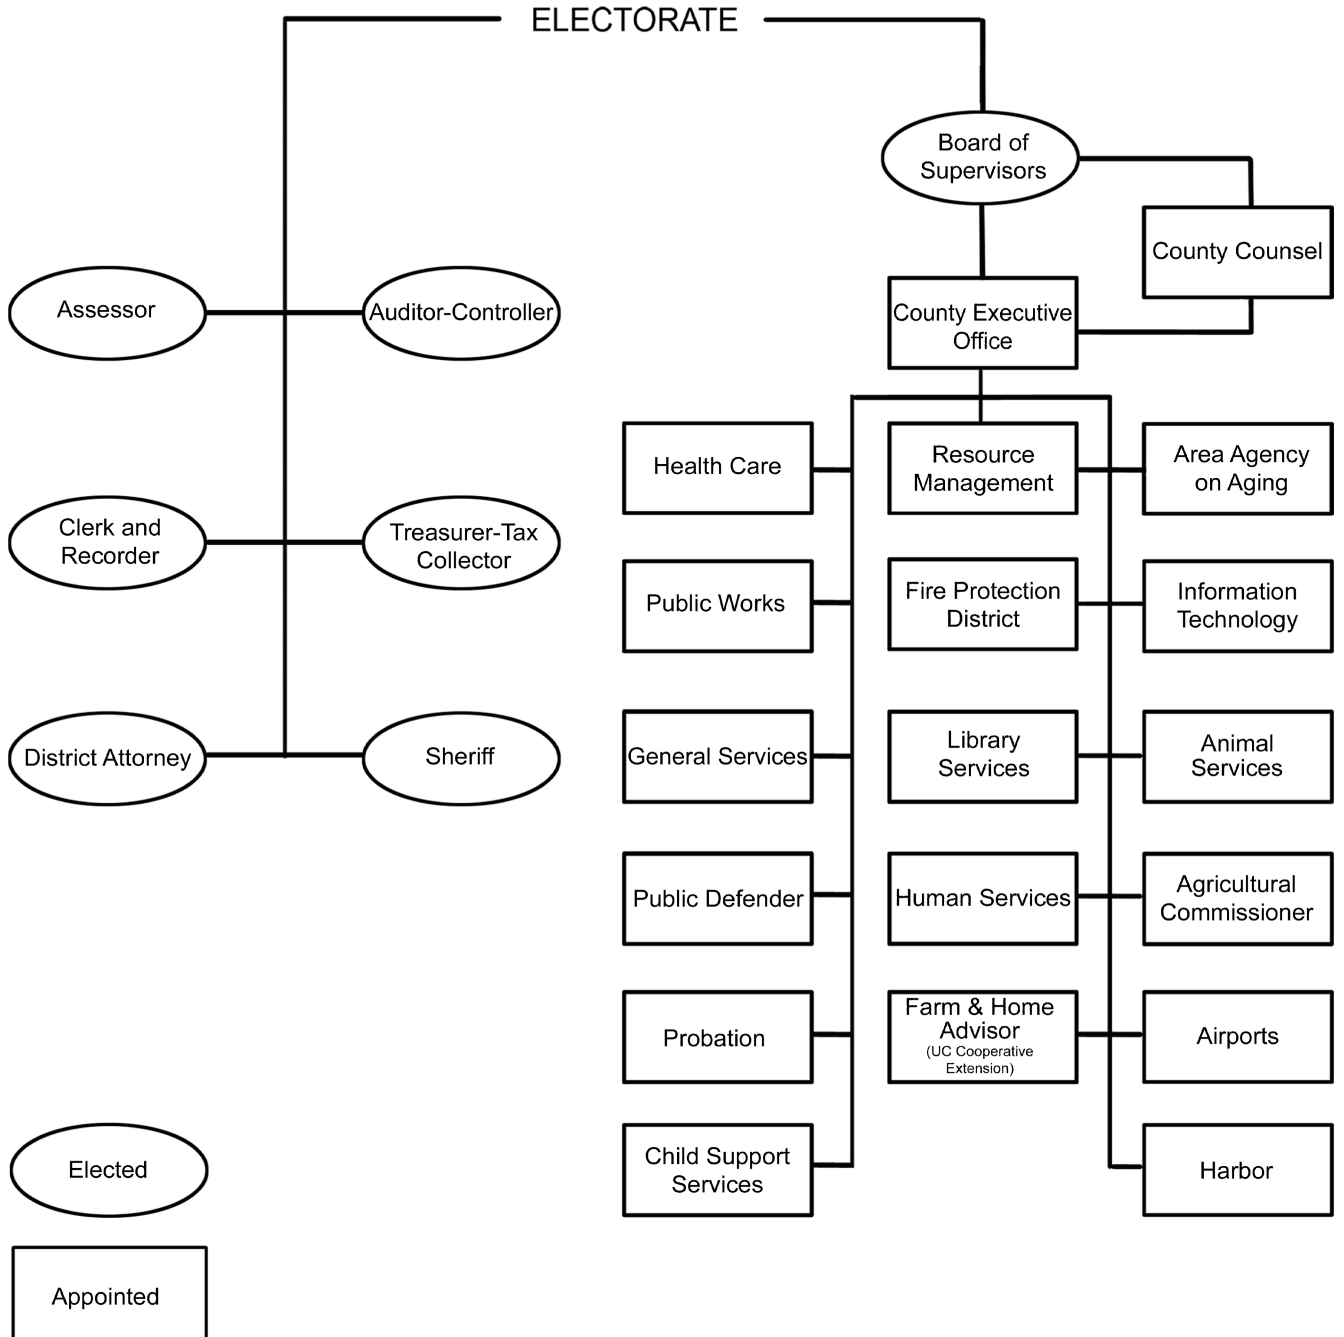 ELECTORATE
Board of
Supervisors
County Counsel
County Executive
Office
Assessor
Auditor-Controller
Clerk and
Recorder
Treasurer-Tax
Collector
District Attorney
Sheriff
Health Care
Resource
Management
Area Agency
on Aging
Public Works
Fire Protection
District
Information
Technology
General Services
Library
Services
Animal
Services
Public Defender
Human Services
Agricultural
Commissioner
Probation
Farm & Home
Advisor
(UC Cooperative
Extension)
Airports
Child Support
Services
Harbor
Elected
Appointed